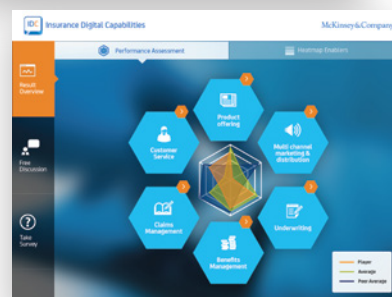 IDC Insurance Digital Capabilities
McKinsey&Company
Performance Assessment
Heatmap Enablers
Result
Overview
Product
offering
Customer
Service
Multi channel
marketing &
distribution
Free
Discussion
Claims
Management
Underwriting
Benefits
Management
Take
Survey
Player
Average
Peer Average